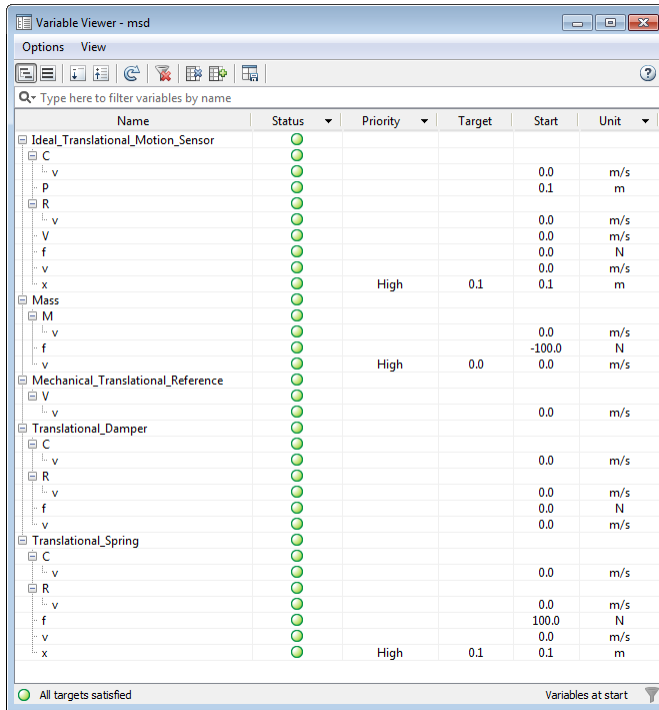 Variable Viewer - msd
Options View
Type here to filter variables by name
Name Status Priority Target Start Unit
Ideal_Translational_Motion_Sensor
C
v 0.0 m/s
P 0.1 m
R
v 0.0 m/s
V 0.0 m/s
f 0.0 N
v 0.0 m/s
x High 0.1 0.1 m
Mass
M
v 0.0 m/s
f -100.0 N
v High 0.0 0.0 m/s
Mechanical_Translational_Reference
V
v 0.0 m/s
Translational_Damper
C
v 0.0 m/s
R
v 0.0 m/s
f 0.0 N
v 0.0 m/s
Translational_Spring
C
v 0.0 m/s
R
v 0.0 m/s
f 100.0 N
v 0.0 m/s
x High 0.1 0.1 m
All targets satisfied Variables at start